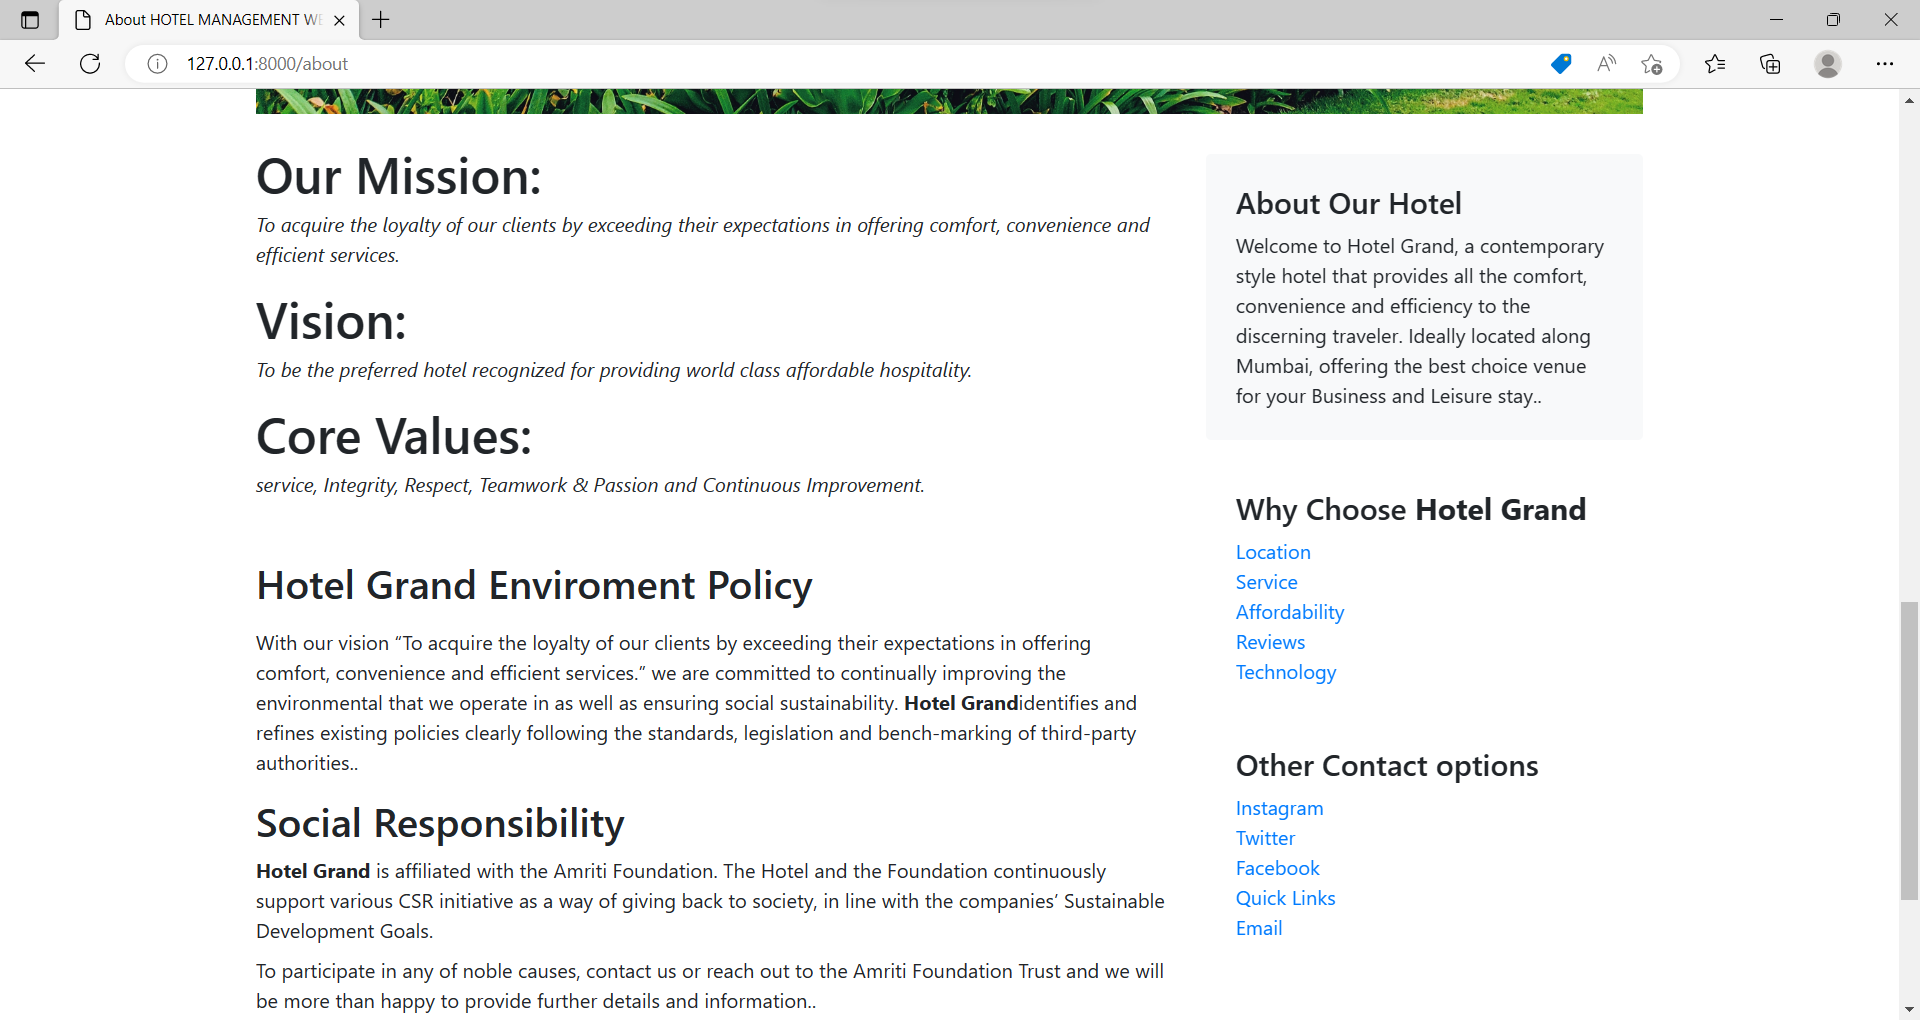 About HOTEL MANAGEMENT WE
127.0.0.1:8000/about
Our Mission:
To acquire the loyalty of our clients by exceeding their expectations in offering comfort, convenience and
efficient services.
Vision:
To be the preferred hotel recognized for providing world class affordable hospitality.
Core Values:
service, Integrity, Respect, Teamwork & Passion and Continuous Improvement.
Hotel Grand Enviroment Policy
With our vision “To acquire the loyalty of our clients by exceeding their expectations in offering
comfort, convenience and efficient services.” we are committed to continually improving the
environmental that we operate in as well as ensuring social sustainability. Hotel Grandidentifies and
refines existing policies clearly following the standards, legislation and bench-marking of third-party
authorities..
Social Responsibility
Hotel Grand is affiliated with the Amriti Foundation. The Hotel and the Foundation continuously
support various CSR initiative as a way of giving back to society, in line with the companies’ Sustainable
Development Goals.
To participate in any of noble causes, contact us or reach out to the Amriti Foundation Trust and we will
be more than happy to provide further details and information..
About Our Hotel
Welcome to Hotel Grand, a contemporary
style hotel that provides all the comfort,
convenience and efficiency to the
discerning traveler. Ideally located along
Mumbai, offering the best choice venue
for your Business and Leisure stay..
Why Choose Hotel Grand
Location
Service
Affordability
Reviews
Technology
Other Contact options
Instagram
Twitter
Facebook
Quick Links
Email